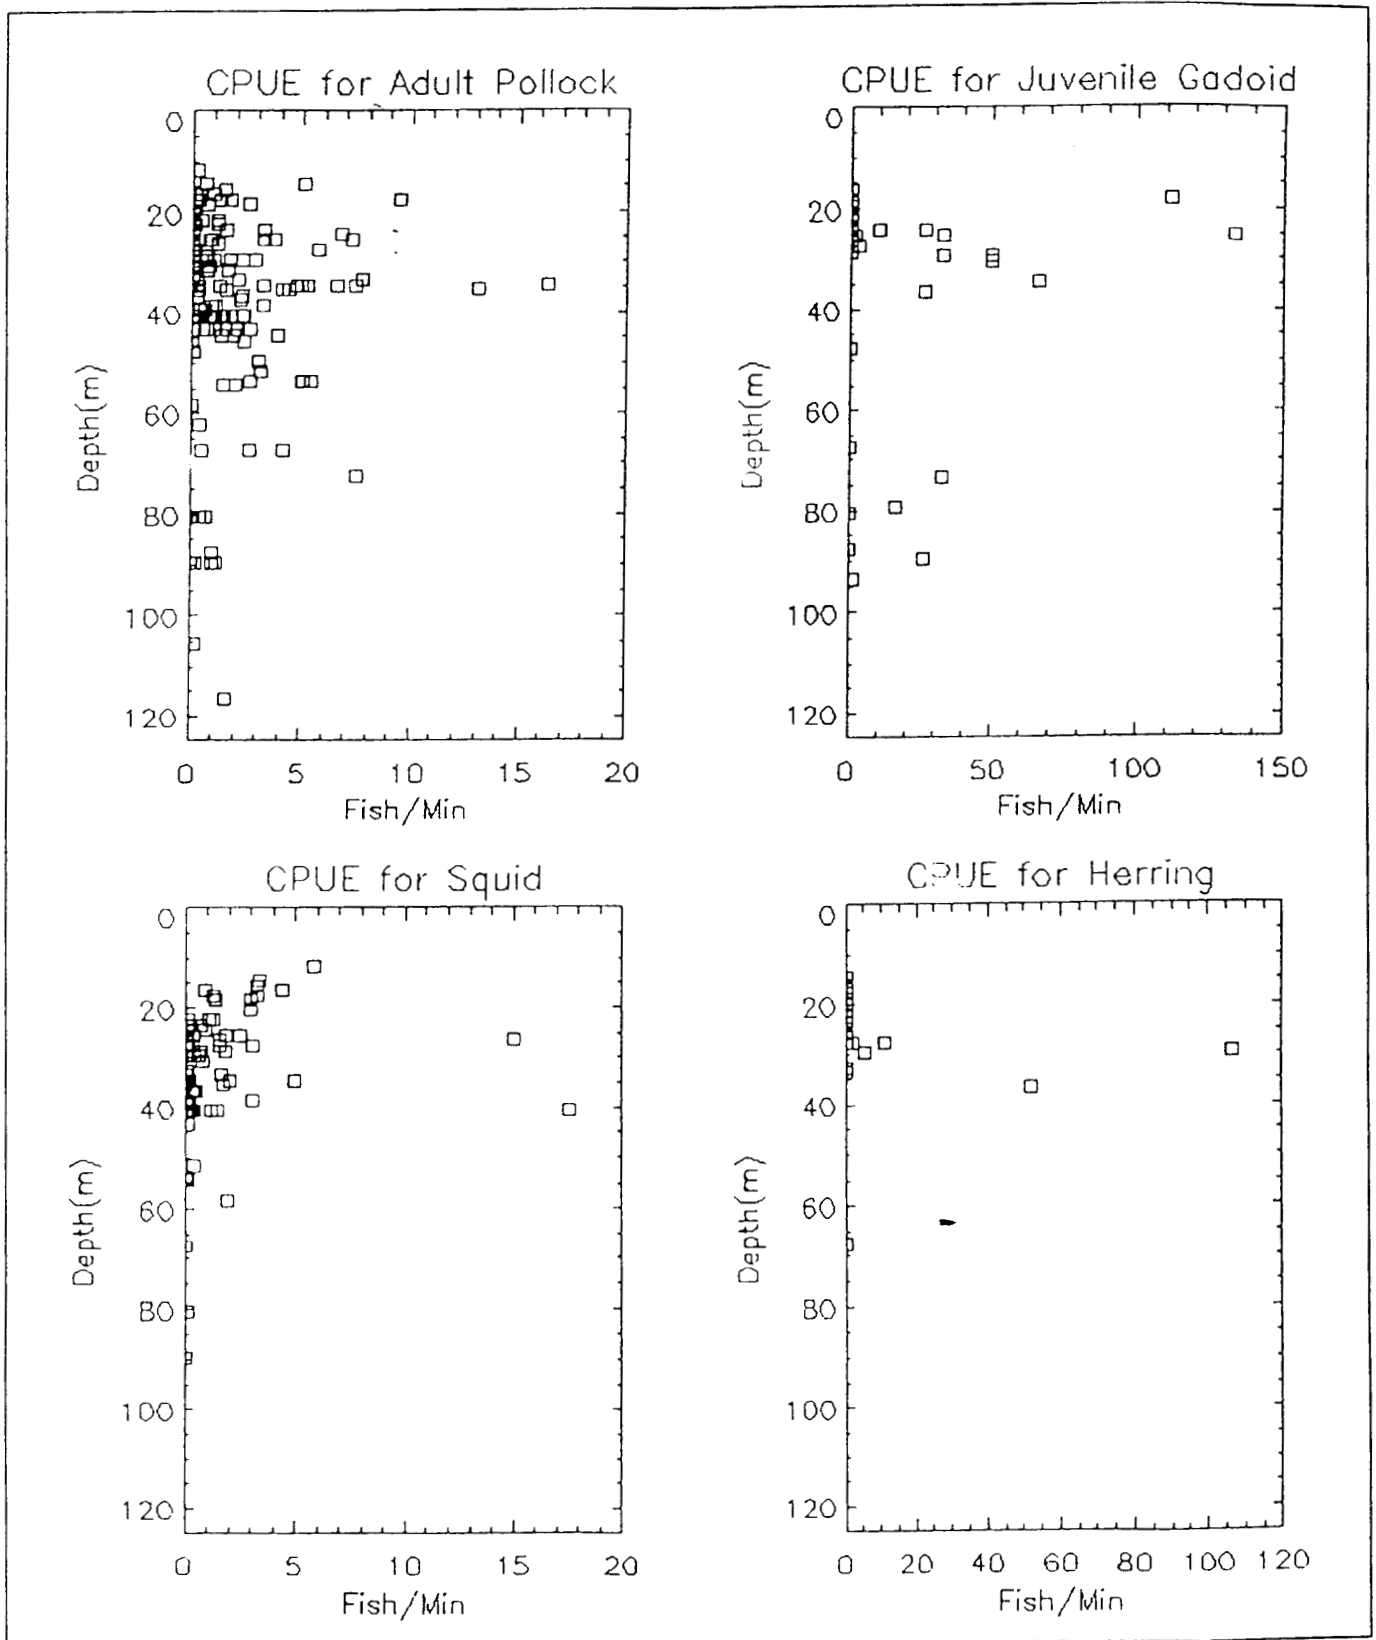 CPUE for Adult Pollock
0
20
40
60
80
100
120
Depth(m)
0 5 10 15 20
Fish/Min
CPUE for Juvenile Gadoid
0
20
40
60
80
100
120
Depth(m)
0 50 100 150
Fish/Min
CPUE for Squid
0
20
40
60
80
100
120
Depth(m)
0 5 10 15 20
Fish/Min
CPUE for Herring
0
20
40
60
80
100
120
Depth(m)
0 20 40 60 80 100 120
Fish/Min